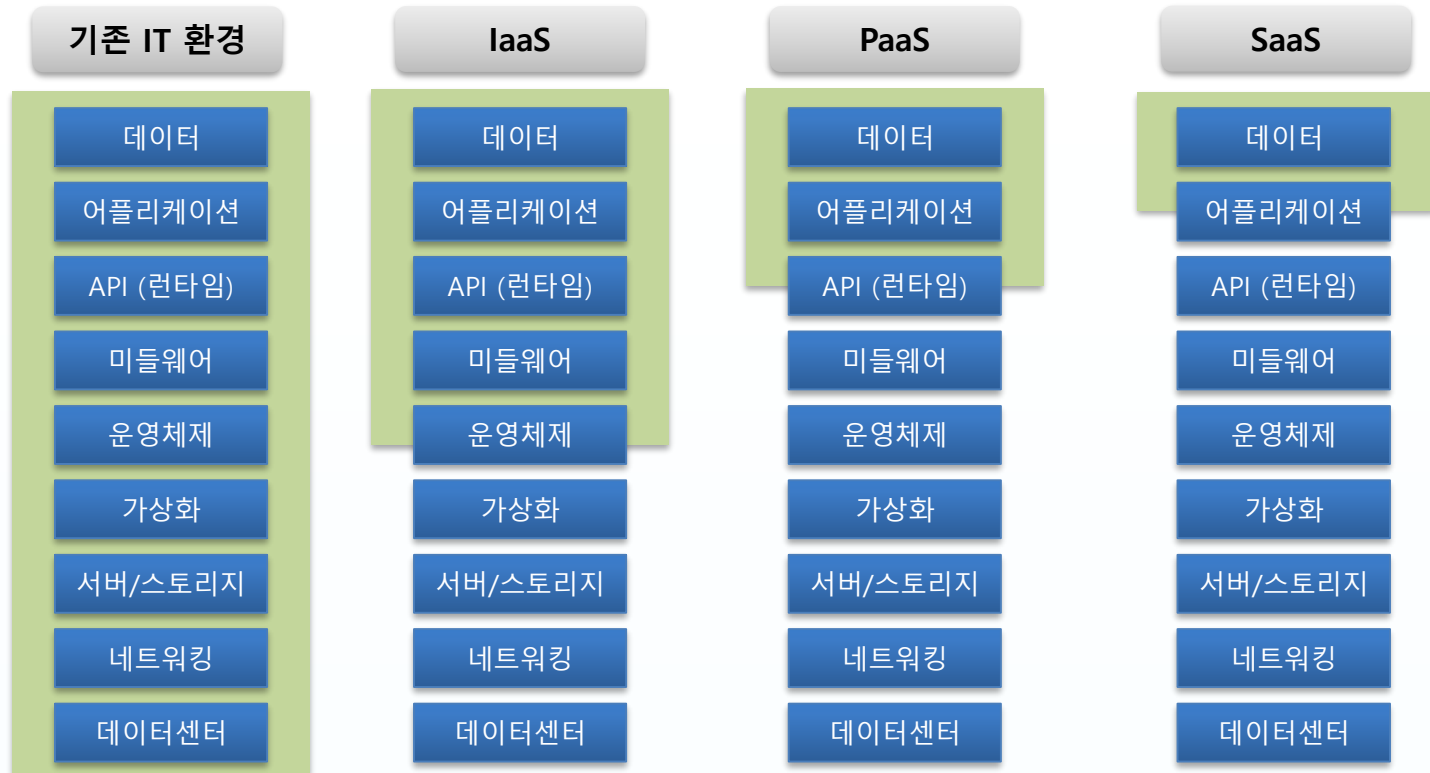 기존 IT 환경
데이터
어플리케이션
API (런타임)
미들웨어
운영체제
가상화
서버/스토리지
네트워킹
데이터센터
IaaS
데이터
어플리케이션
API (런타임)
미들웨어
운영체제
가상화
서버/스토리지
네트워킹
데이터센터
PaaS
데이터
어플리케이션
API (런타임)
미들웨어
운영체제
가상화
서버/스토리지
네트워킹
데이터센터
SaaS
데이터
어플리케이션
API (런타임)
미들웨어
운영체제
가상화
서버/스토리지
네트워킹
데이터센터